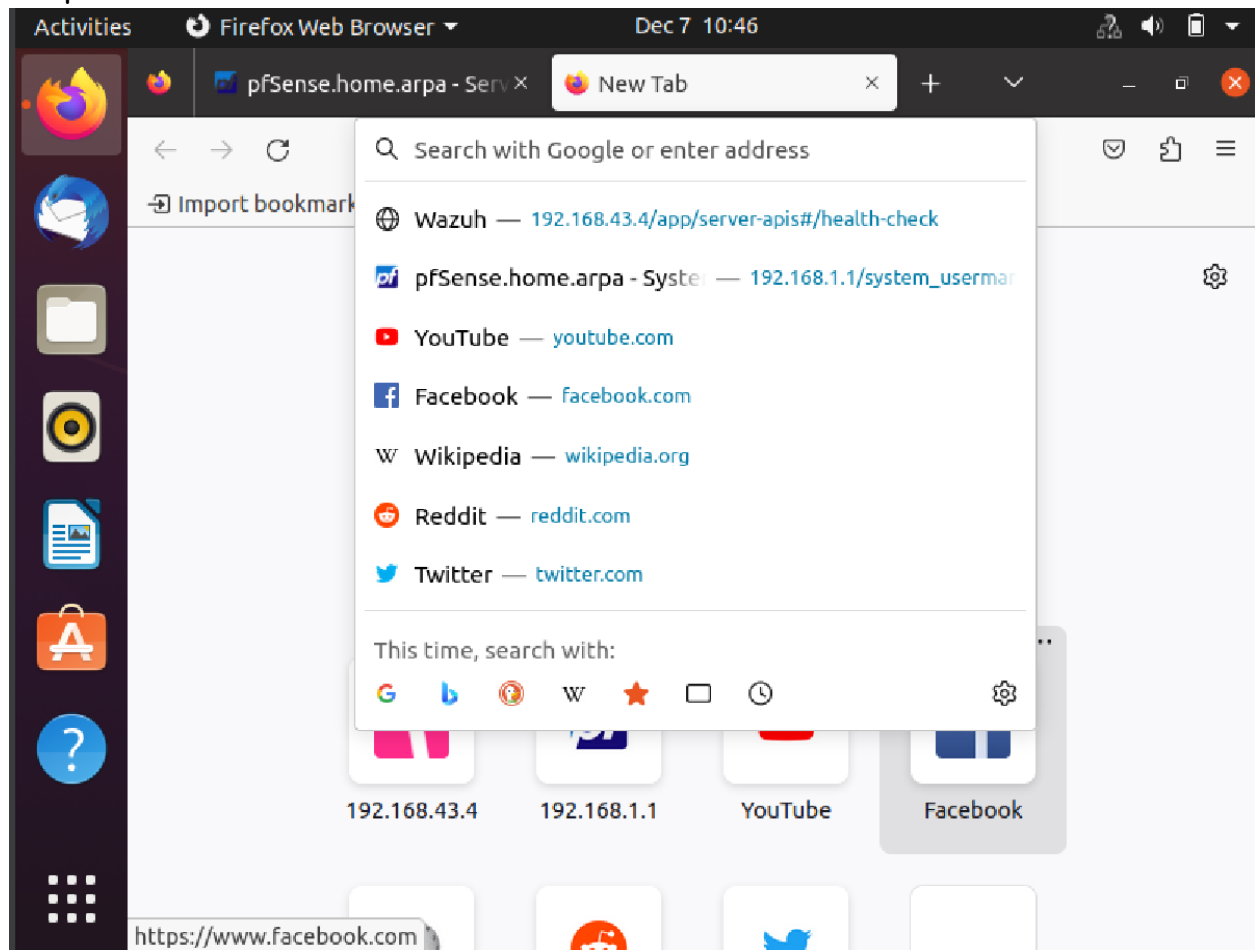 Activities Firefox Web Browser Dec 7 10:46
pfSense.home.arpa - Serv New Tab
Search with Google or enter address
Import bookmark
Wazuh — 192.168.43.4/app/server-apis#/health-check
pfSense.home.arpa - System — 192.168.1.1/system_userman
YouTube — youtube.com
Facebook — facebook.com
Wikipedia — wikipedia.org
Reddit — reddit.com
Twitter — twitter.com
This time, search with:
192.168.43.4 192.168.1.1 YouTube Facebook
https://www.facebook.com